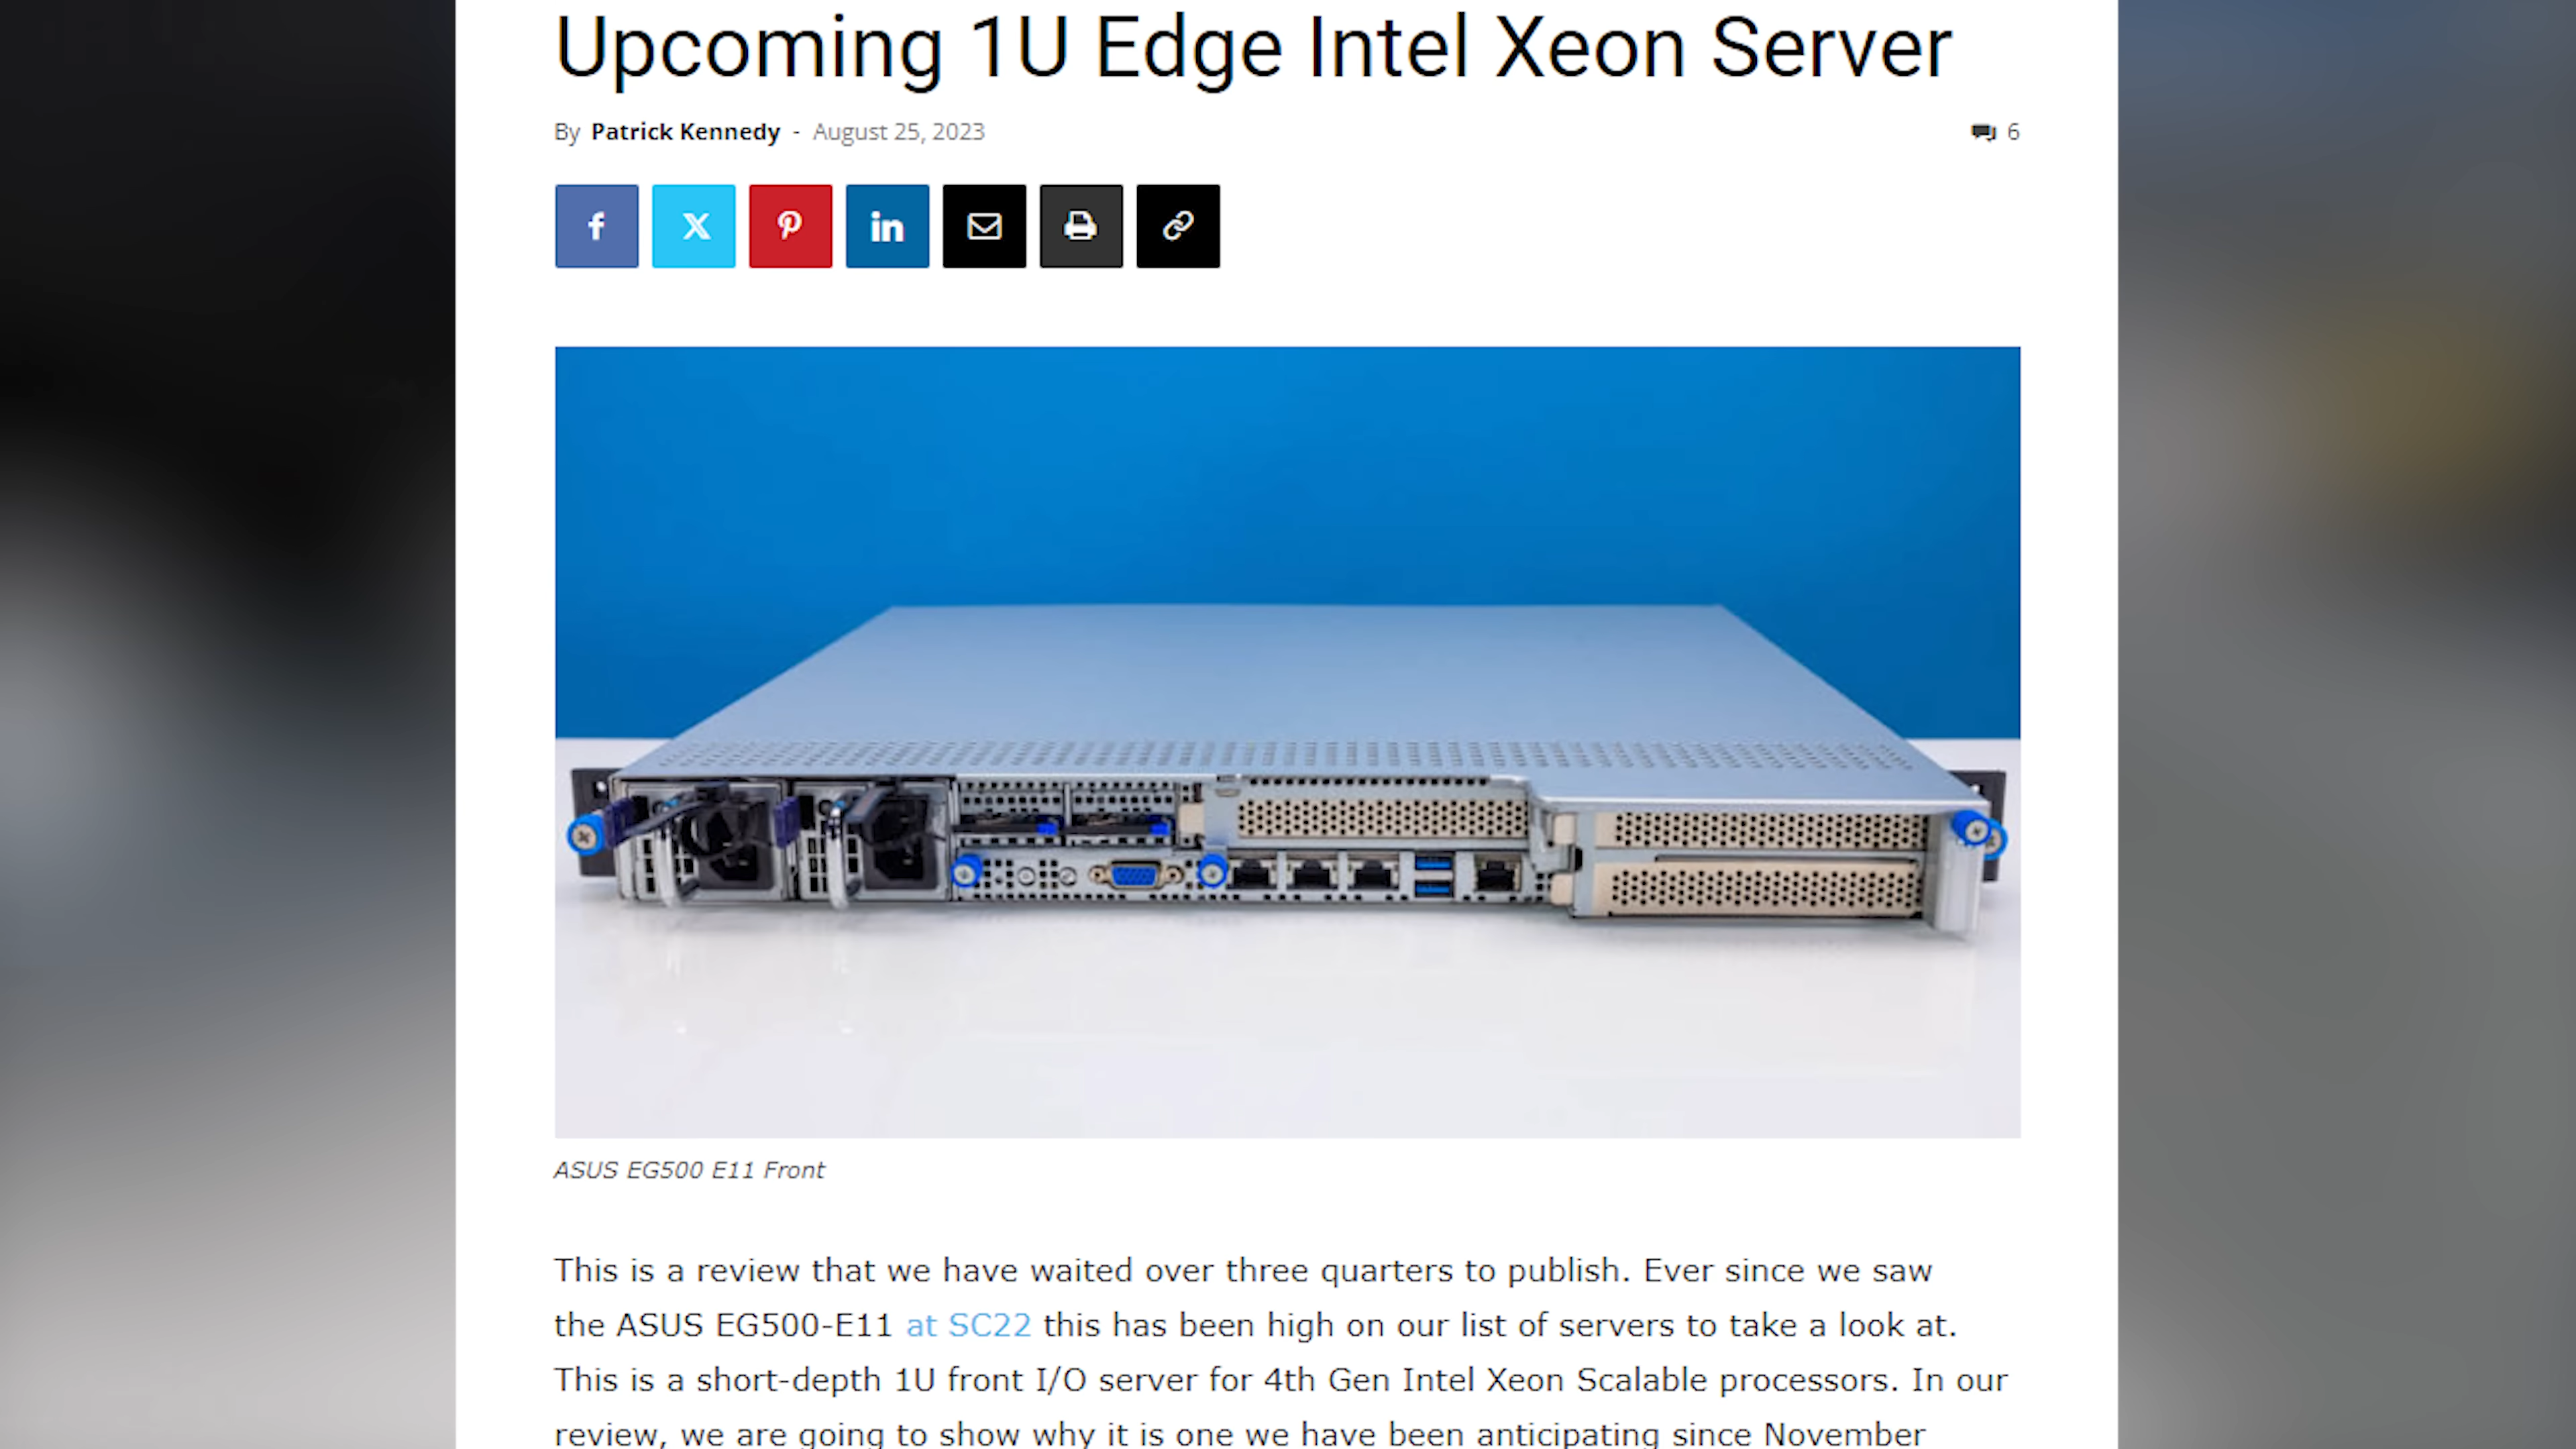 Upcoming 1U Edge Intel Xeon Server
By Patrick Kennedy - August 25, 2023
6
f X in
ASUS EG500 E11 Front
This is a review that we have waited over three quarters to publish. Ever since we saw
the ASUS EG500-E11 at SC22 this has been high on our list of servers to take a look at.
This is a short-depth 1U front I/O server for 4th Gen Intel Xeon Scalable processors. In our
review, we are going to show why it is one we have been anticipating since November